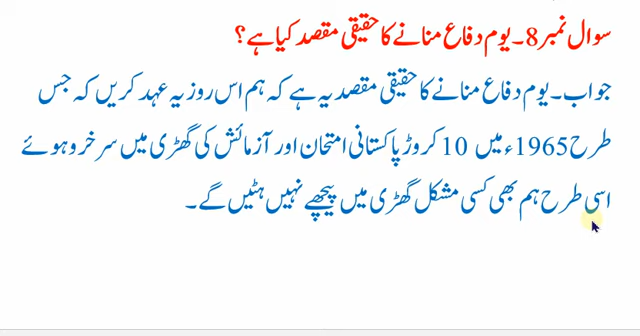 سوال نمبر 8۔ یوم دفاع منانے کا حقیقی مقصد کیا ہے؟
جواب۔ یوم دفاع منانے کا حقیقی مقصد یہ ہے کہ ہم اس روز یہ عہد کریں کہ جس
طرح 1965ء میں 10 کروڑ پاکستانی امتحان اور آزمائش کی گھڑی میں سرخرو ہوئے
اسی طرح ہم بھی کسی مشکل گھڑی میں پیچھے نہیں ہٹیں گے۔